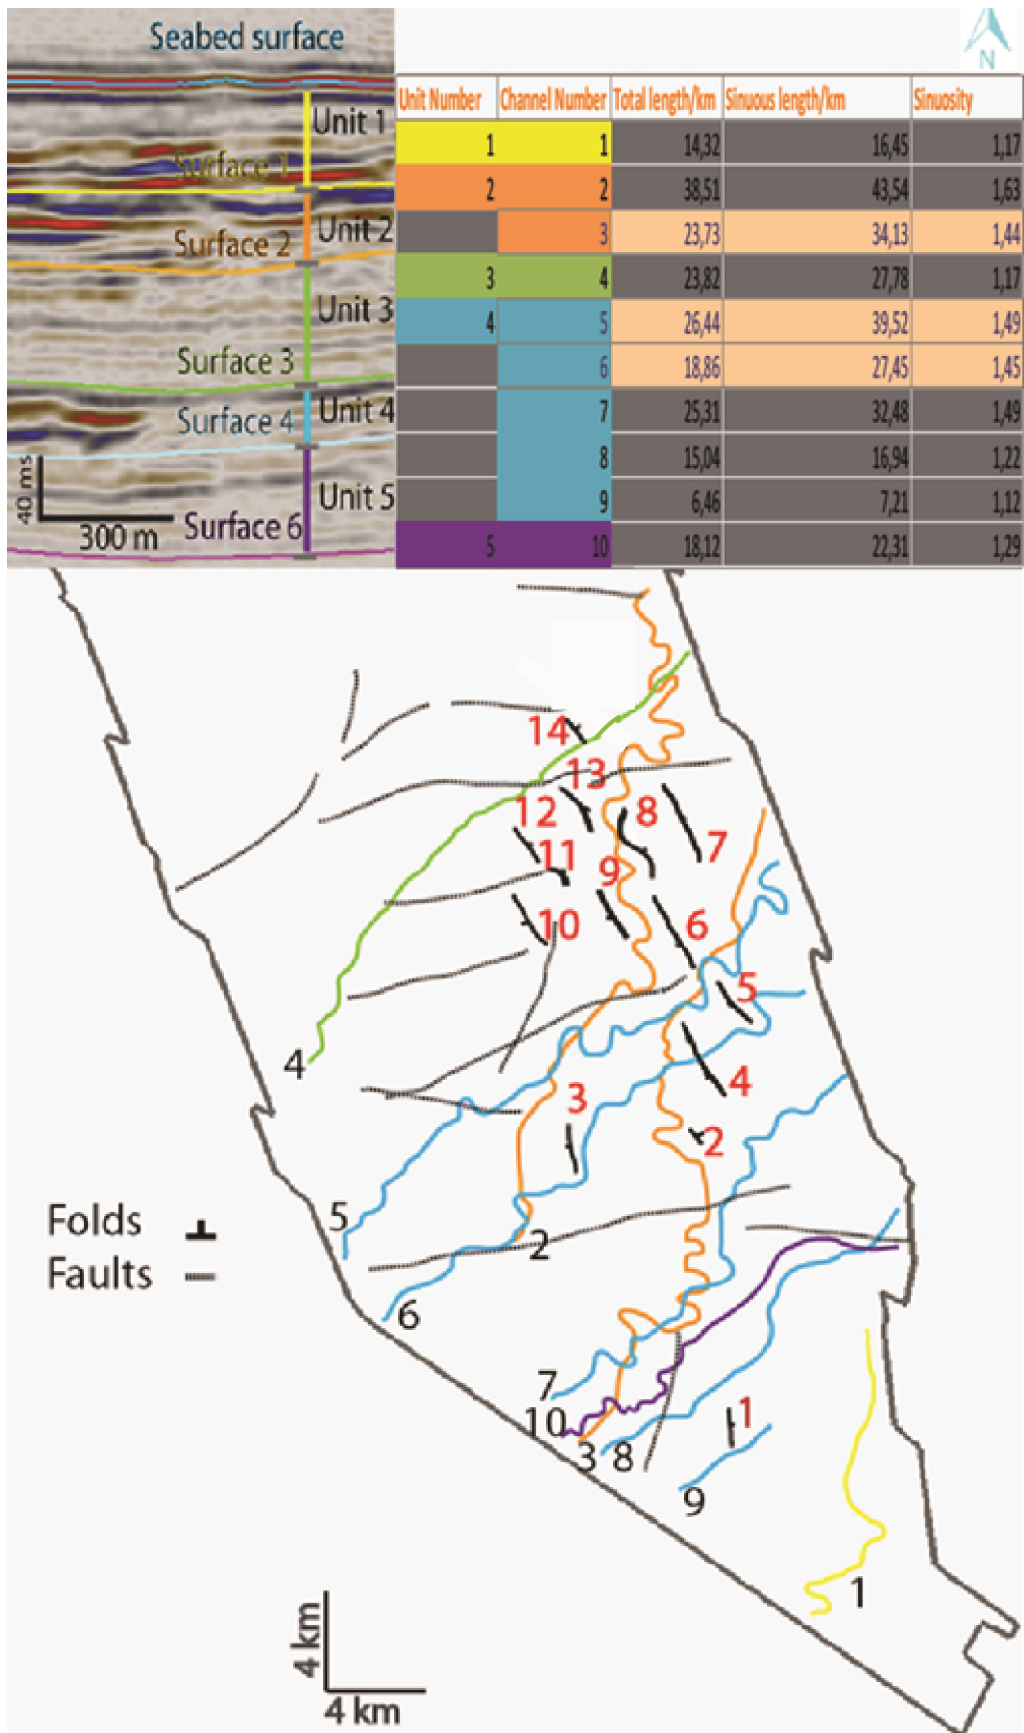 Seabed surface
N
Unit 1
Surface 1
Unit 2
Surface 2
Unit 3
Surface 3
Unit 4
Surface 4
Unit 5
Surface 6
40 ms
300 m
Unit Number Channel Number Total length/km Sinuous length/km Sinuosity
1 1 14,32 16,45 1,17
2 2 38,51 43,54 1,63
3 23,73 34,13 1,44
3 4 23,82 27,78 1,17
4 5 26,44 39,52 1,49
6 18,86 27,45 1,45
7 25,31 32,48 1,49
8 15,04 16,94 1,22
9 6,46 7,21 1,12
5 10 18,12 22,31 1,29
14
13
12
8
7
11
9
10
6
5
4
4
3
2
5
2
6
7
10
3
8
1
9
1
Folds
Faults
4 km
4 km